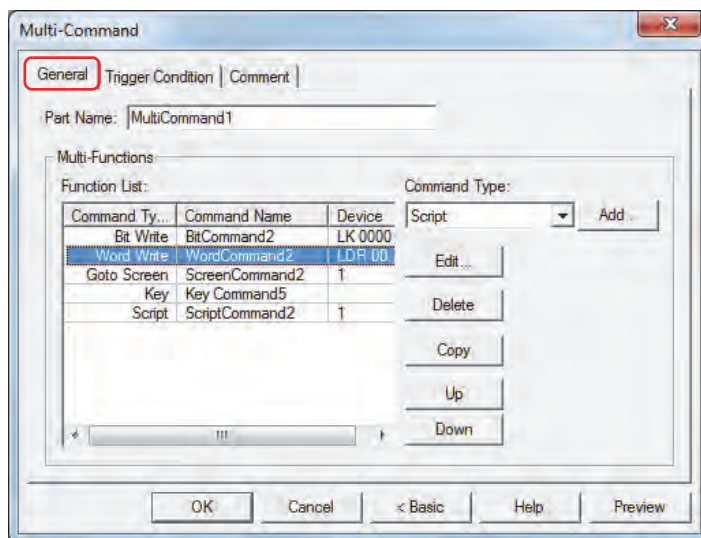 Multi-Command
General Trigger Condition Comment
Part Name: MultiCommand1
Multi-Functions
Function List:
Command Type:
Command Ty... Command Name Device
Script
Add...
Bit Write BitCommand2 LK 0000
Word Write WordCommand2 LDR 00
Goto Screen ScreenCommand2 1
Key Key Command5
Script ScriptCommand2 1
Edit...
Delete
Copy
Up
Down
OK Cancel < Basic Help Preview